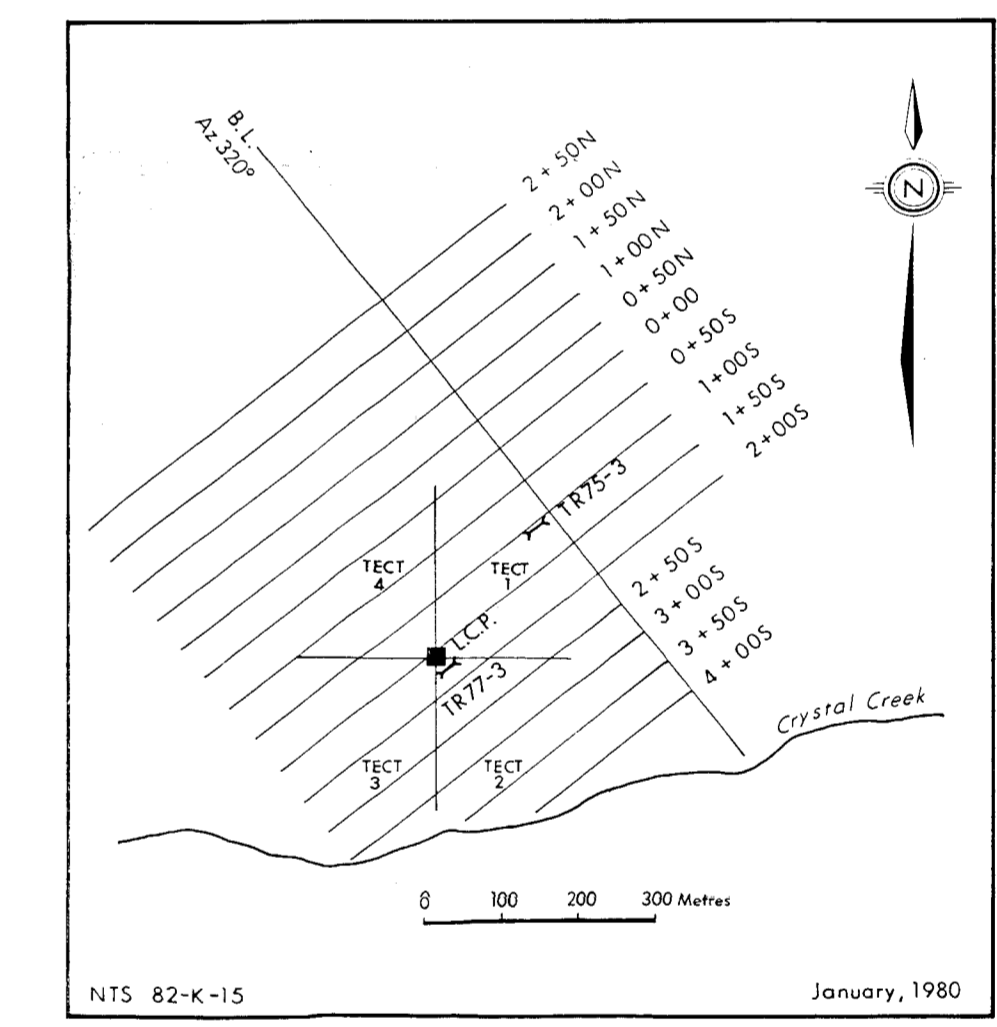 B.L.
Az 320°
2 + 50N
2 + 00N
1 + 50N
1 + 00N
0 + 50N
0 + 00
0 + 50S
1 + 00S
1 + 50S
2 + 00S
N
TR75-3
TECT
4
TECT
1
2 + 50S
3 + 00S
3 + 50S
4 + 00S
L.C.P.
TR77-3
Crystal Creek
TECT
3
TECT
2
0 100 200 300 Metres
NTS 82-K-15
January, 1980